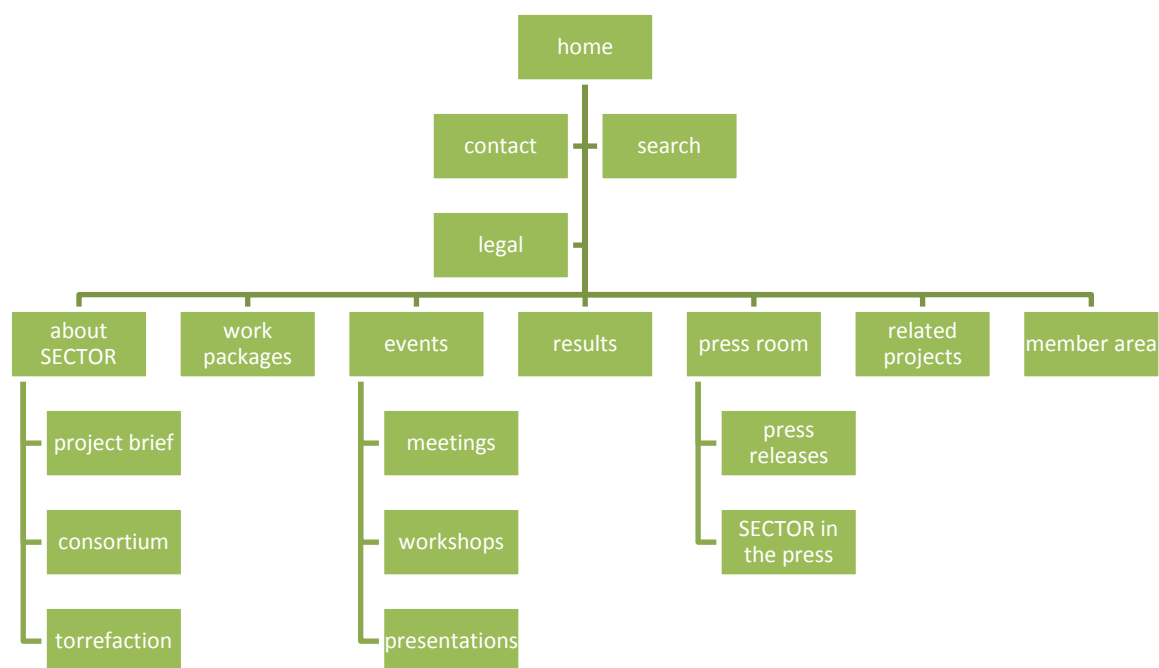 home
contact
search
legal
about
SECTOR
work
packages
events
results
press room
related
projects
member area
project brief
meetings
press
releases
consortium
workshops
SECTOR in
the press
torrefaction
presentations